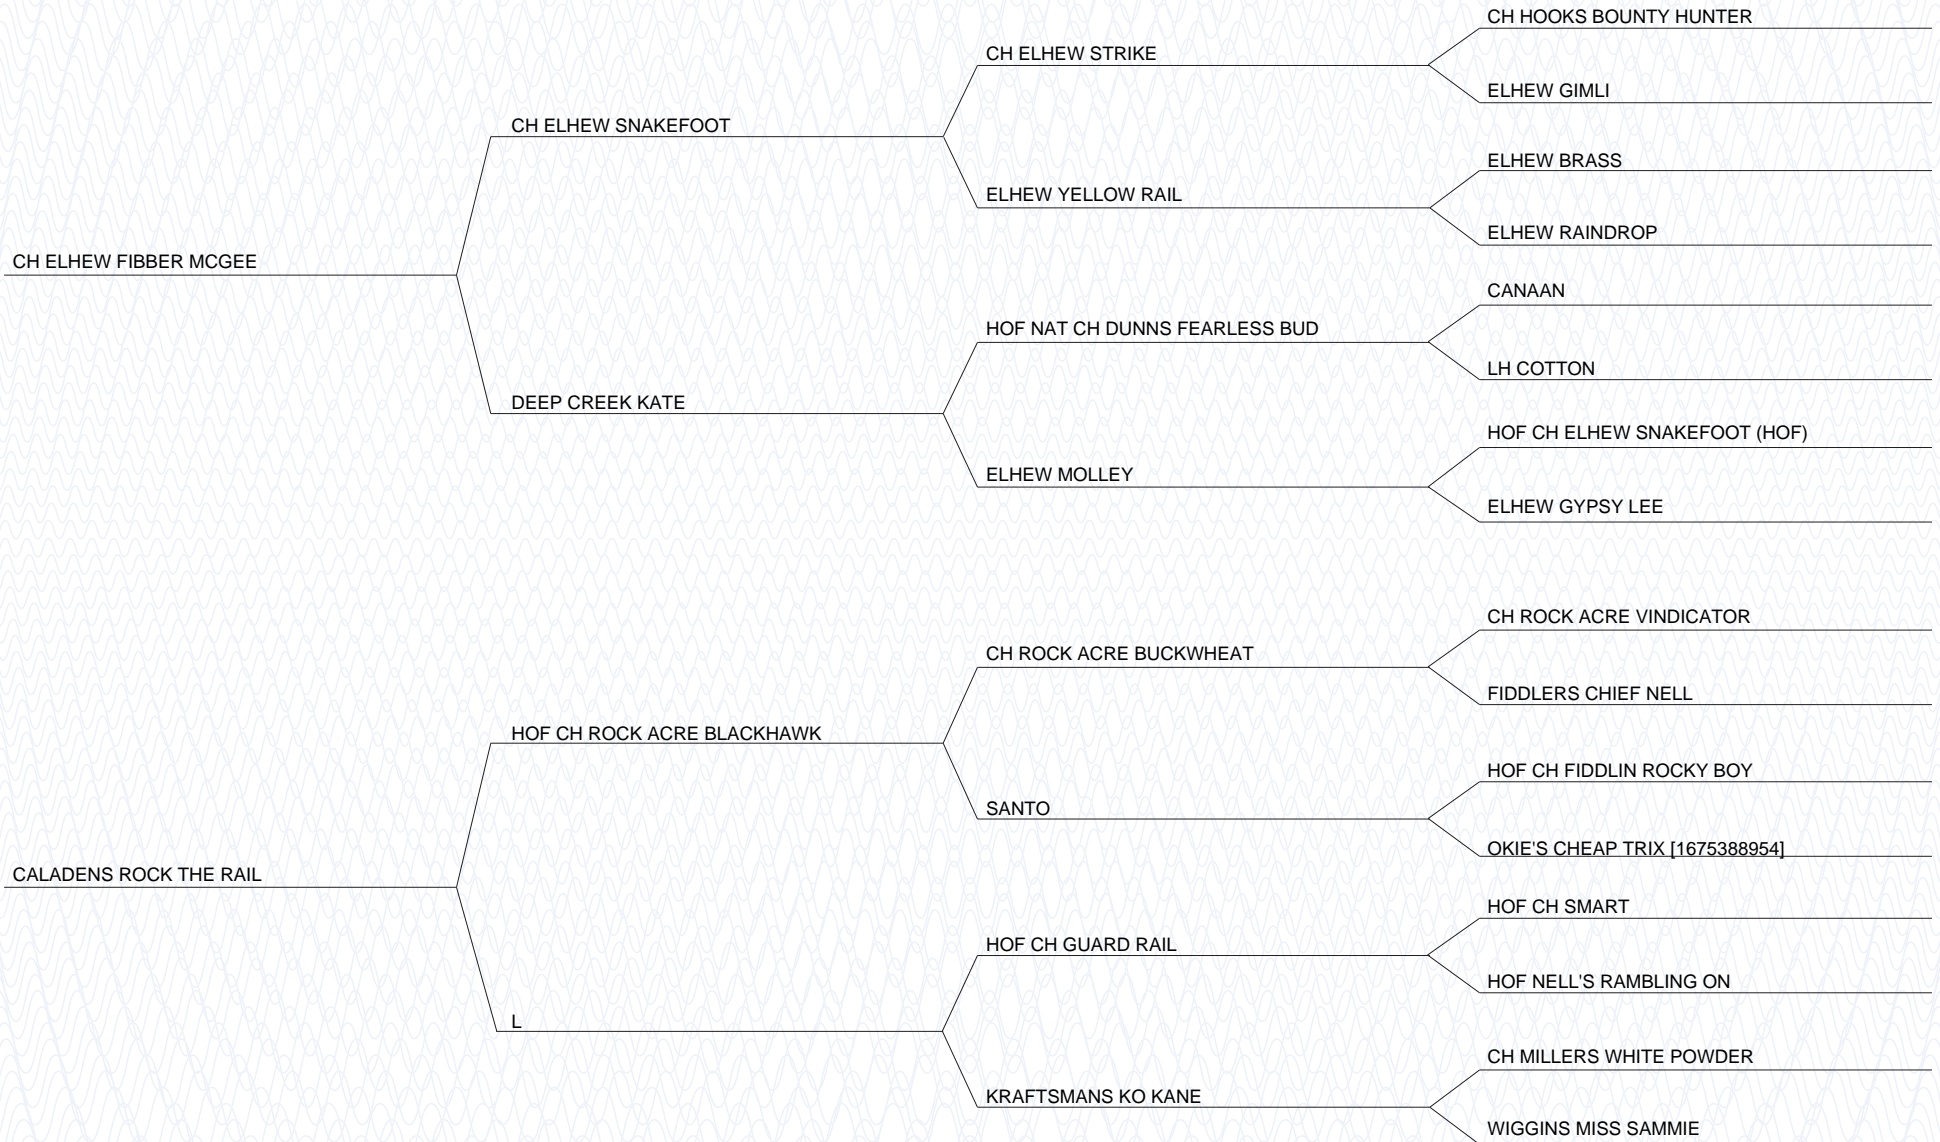 CH HOOKS BOUNTY HUNTER
CH ELHEW STRIKE
ELHEW GIMLI
CH ELHEW SNAKEFOOT
ELHEW BRASS
ELHEW YELLOW RAIL
ELHEW RAINDROP
CH ELHEW FIBBER MCGEE
CANAAN
HOF NAT CH DUNNS FEARLESS BUD
LH COTTON
DEEP CREEK KATE
HOF CH ELHEW SNAKEFOOT (HOF)
ELHEW MOLLEY
ELHEW GYPSY LEE
CH ROCK ACRE VINDICATOR
CH ROCK ACRE BUCKWHEAT
FIDDLERS CHIEF NELL
HOF CH ROCK ACRE BLACKHAWK
HOF CH FIDDLIN ROCKY BOY
SANTO
OKIE'S CHEAP TRIX [1675388954]
CALADENS ROCK THE RAIL
HOF CH SMART
HOF CH GUARD RAIL
HOF NELL'S RAMBLING ON
L
CH MILLERS WHITE POWDER
KRAFTSMANS KO KANE
WIGGINS MISS SAMMIE